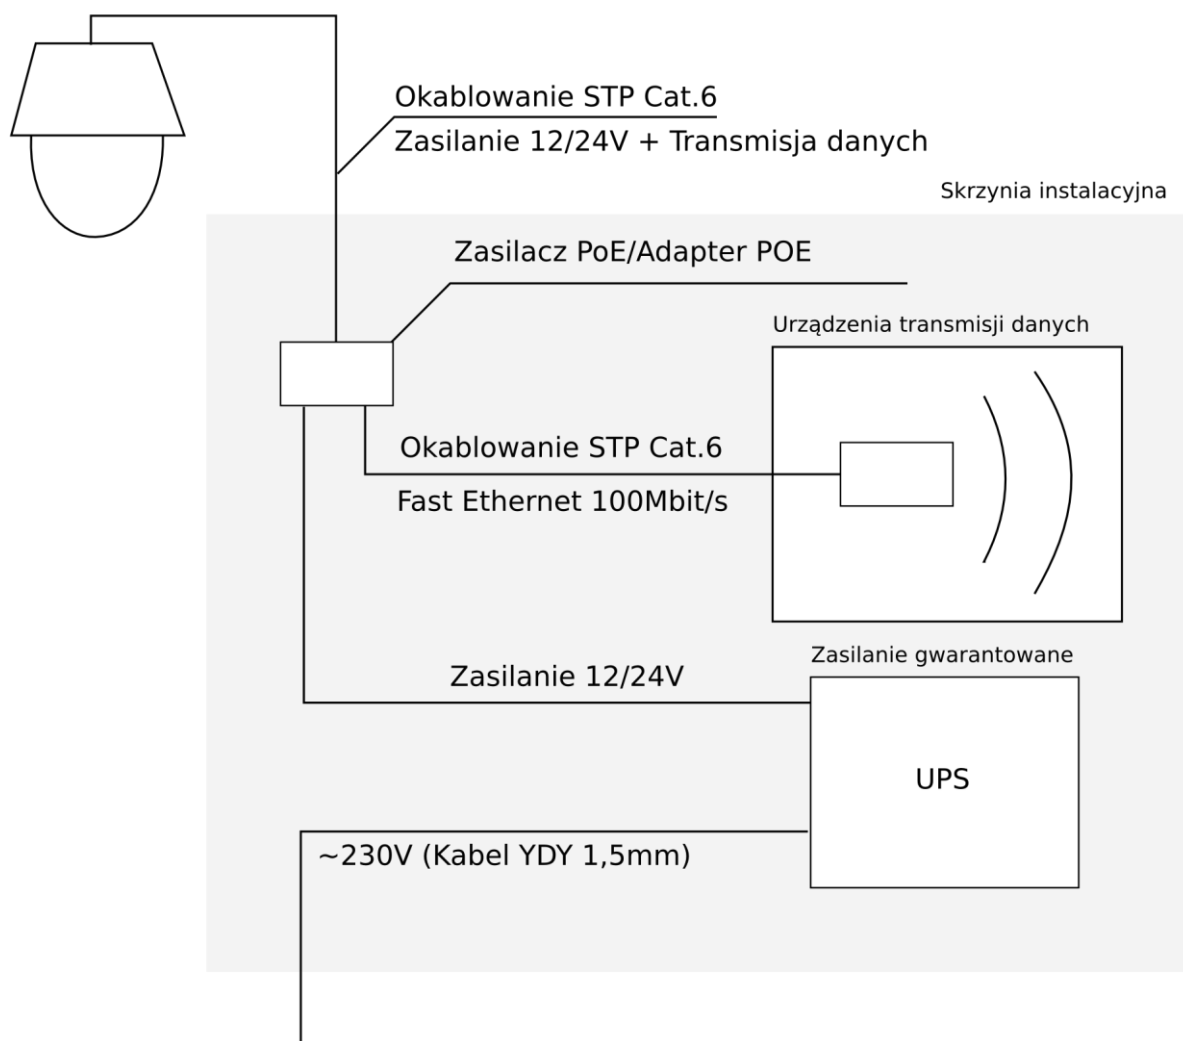 Okablowanie STP Cat.6
Zasilanie 12/24V + Transmisja danych
Skrzynia instalacyjna
Zasilacz PoE/Adapter POE
Urządzenia transmisji danych
Okablowanie STP Cat.6
Fast Ethernet 100Mbit/s
Zasilanie gwarantowane
Zasilanie 12/24V
UPS
~230V (Kabel YDY 1,5mm)